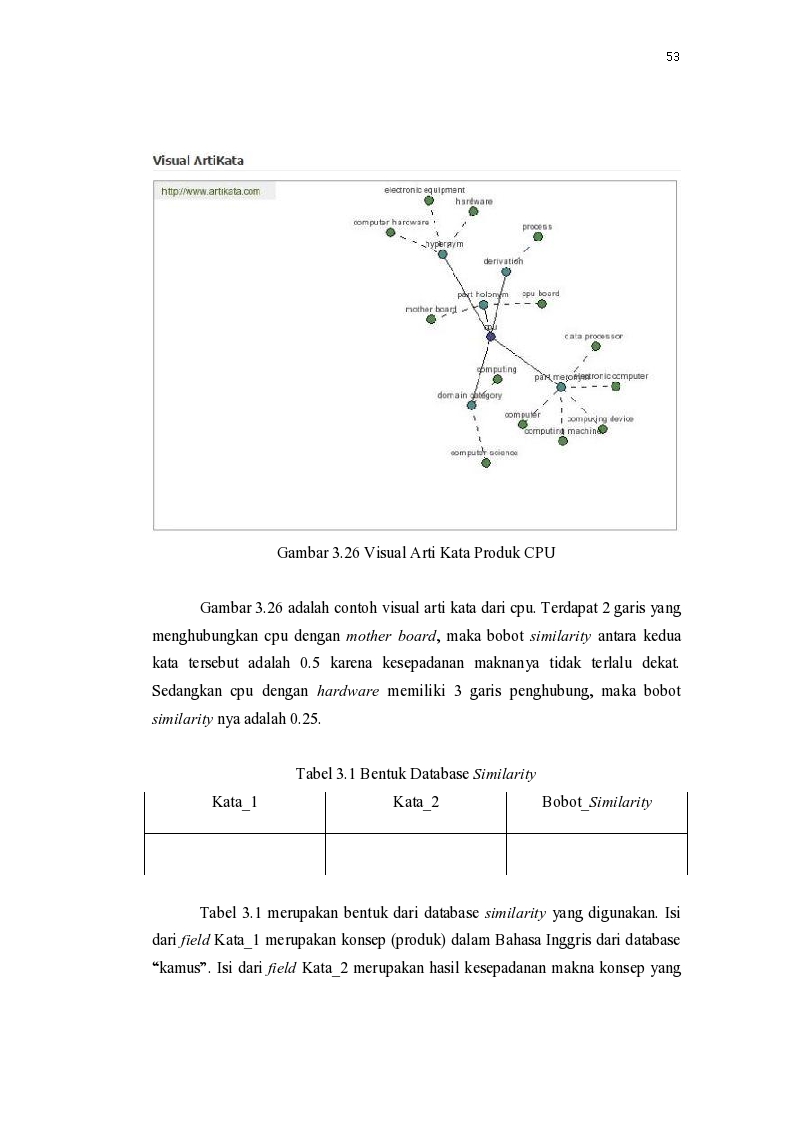 53
Visual ArtiKata
http://www.artikata.com
electronic equipment
hardware
computer hardware
process
hypernym
derivation
part holonym
cpu board
mother board
cpu
data processor
computing
part meronym
electronic computer
domain category
computer
computing device
computing machine
computer science
Gambar 3.26 Visual Arti Kata Produk CPU
Gambar 3.26 adalah contoh visual arti kata dari cpu. Terdapat 2 garis yang
menghubungkan cpu dengan mother board, maka bobot similarity antara kedua
kata tersebut adalah 0.5 karena kesepadanan maknanya tidak terlalu dekat.
Sedangkan cpu dengan hardware memiliki 3 garis penghubung, maka bobot
similarity nya adalah 0.25.
Tabel 3.1 Bentuk Database Similarity
Kata_1 Kata_2 Bobot_Similarity
Tabel 3.1 merupakan bentuk dari database similarity yang digunakan. Isi
dari field Kata_1 merupakan konsep (produk) dalam Bahasa Inggris dari database
“kamus”. Isi dari field Kata_2 merupakan hasil kesepadanan makna konsep yang